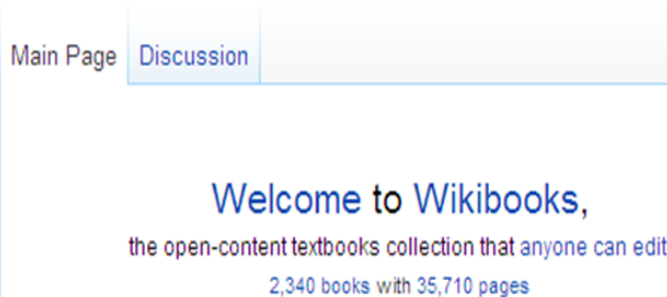 Main Page Discussion
Welcome to Wikibooks,
the open-content textbooks collection that anyone can edit
2,340 books with 35,710 pages